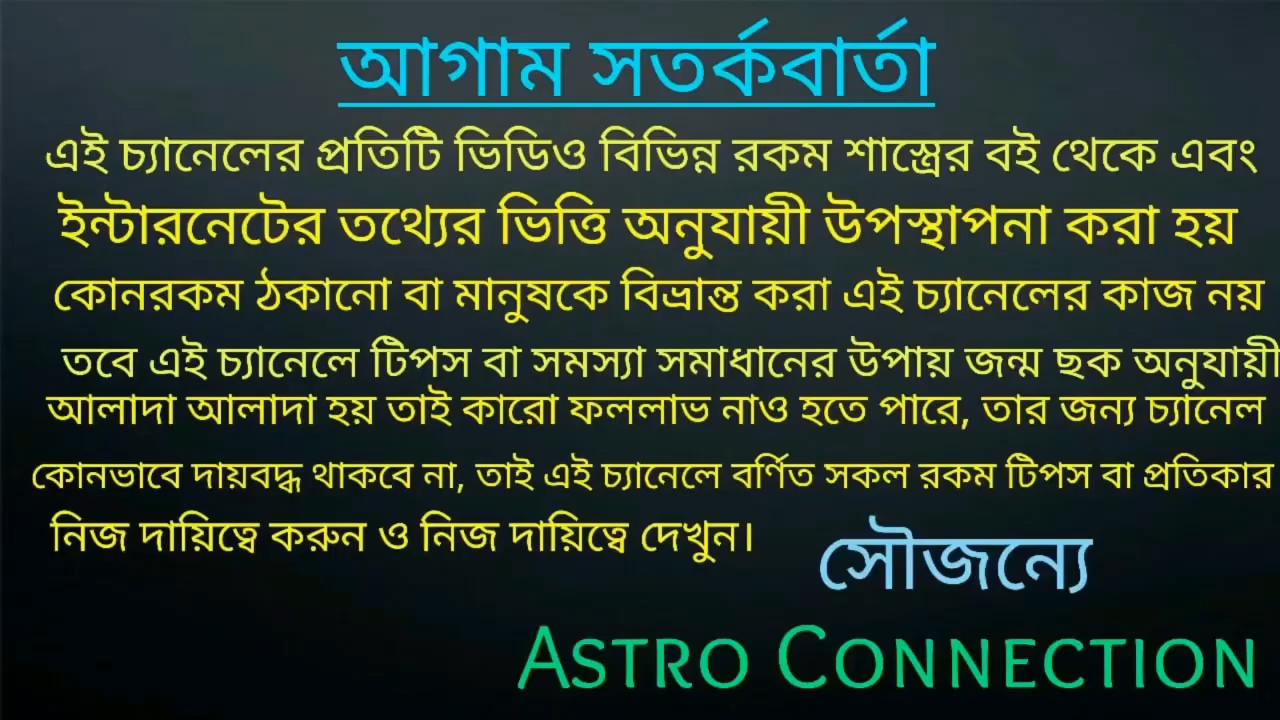 আগাম সতর্কবার্তা
এই চ্যানেলের প্রতিটি ভিডিও বিভিন্ন রকম শাস্ত্রের বই থেকে এবং
ইন্টারনেটের তথ্যের ভিত্তি অনুযায়ী উপস্থাপনা করা হয়
কোনরকম ঠকানো বা মানুষকে বিভ্রান্ত করা এই চ্যানেলের কাজ নয়
তবে এই চ্যানেলে টিপস বা সমস্যা সমাধানের উপায় জন্ম ছক অনুযায়ী
আলাদা আলাদা হয় তাই কারো ফললাভ নাও হতে পারে, তার জন্য চ্যানেল
কোনভাবে দায়বদ্ধ থাকবে না, তাই এই চ্যানেলে বর্ণিত সকল রকম টিপস বা প্রতিকার
নিজ দায়িত্বে করুন ও নিজ দায়িত্বে দেখুন।
সৌজন্যে
ASTRO CONNECTION